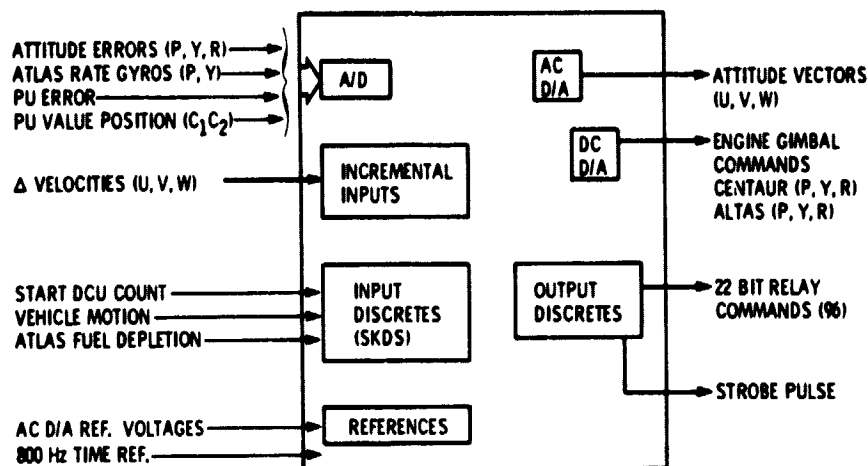 ATTITUDE ERRORS (P, Y, R)
ATLAS RATE GYROS (P, Y)
PU ERROR
PU VALUE POSITION (C1C2)
A/D
Δ VELOCITIES (U, V, W)
INCREMENTAL
INPUTS
START DCU COUNT
VEHICLE MOTION
ATLAS FUEL DEPLETION
INPUT
DISCRETES
(SKDS)
AC D/A REF. VOLTAGES
800 Hz TIME REF.
REFERENCES
AC
D/A
ATTITUDE VECTORS
(U, V, W)
DC
D/A
ENGINE GIMBAL
COMMANDS
CENTAUR (P, Y, R)
ALTAS (P, Y, R)
OUTPUT
DISCRETES
22 BIT RELAY
COMMANDS (96)
STROBE PULSE